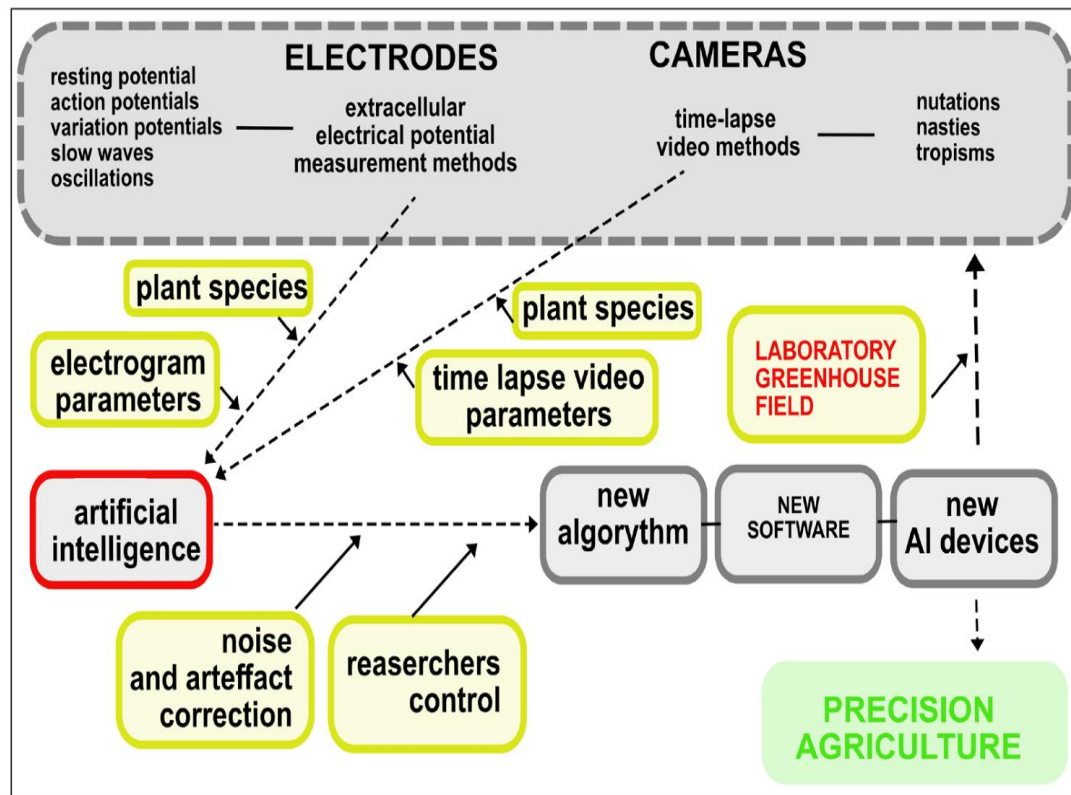 ELECTRODES
CAMERAS
resting potential
action potentials
variation potentials
slow waves
oscillations
extracellular
electrical potential
measurement methods
time-lapse
video methods
nutations
nasties
tropisms
plant species
electrogram
parameters
plant species
time lapse video
parameters
LABORATORY
GREENHOUSE
FIELD
artificial
intelligence
new
algorythm
NEW
SOFTWARE
new
AI devices
noise
and arteffact
correction
reaserchers
control
PRECISION
AGRICULTURE